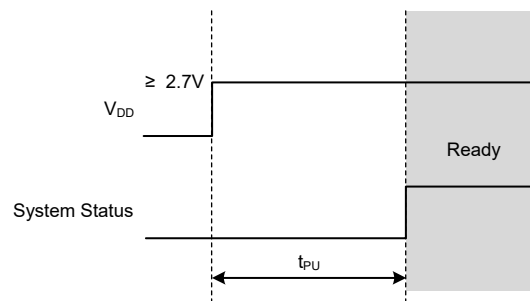 ≥ 2.7V
VDD
Ready
System Status
tPU